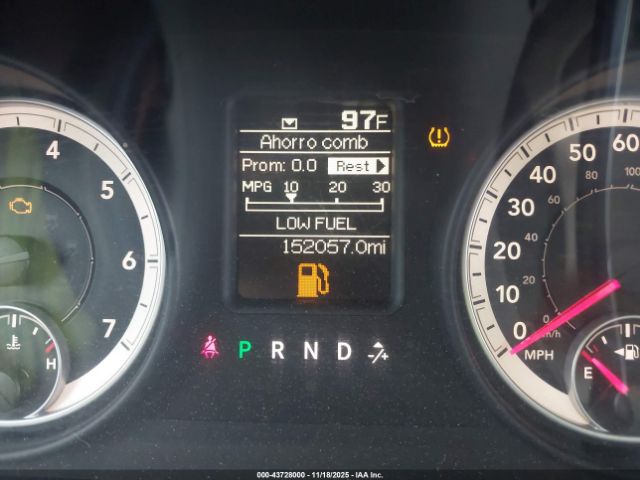 97F
Ahorro comb
Prom: 0.0 Rest
MPG 10 20 30
LOW FUEL
152057.0mi
P R N D -/+
4
5
6
7
H
60
50
40
30
20
10
0
MPH
100
80
60
40
20
0
km/h
E
000-43728000 - 11/18/2025 - IAA Inc.